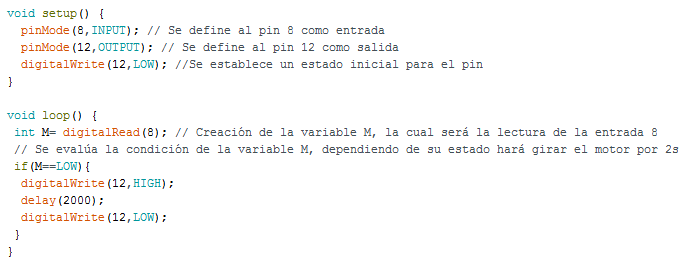 void setup() {
  pinMode(8,INPUT); // Se define al pin 8 como entrada
  pinMode(12,OUTPUT); // Se define al pin 12 como salida
  digitalWrite(12,LOW); //Se establece un estado inicial para el pin
}

void loop() {
 int M= digitalRead(8); // Creación de la variable M, la cual será la lectura de la entrada 8
 // Se evalúa la condición de la variable M, dependiendo de su estado hará girar el motor por 2s
 if(M==LOW){
  digitalWrite(12,HIGH);
  delay(2000);
  digitalWrite(12,LOW);
 }
}